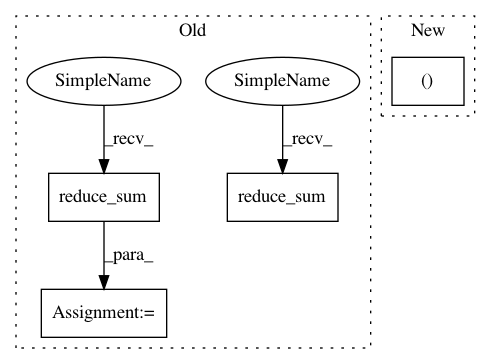 Old
New
SimpleName
SimpleName
()
_recv_
_recv_
reduce_sum
reduce_sum
_para_
Assignment:=